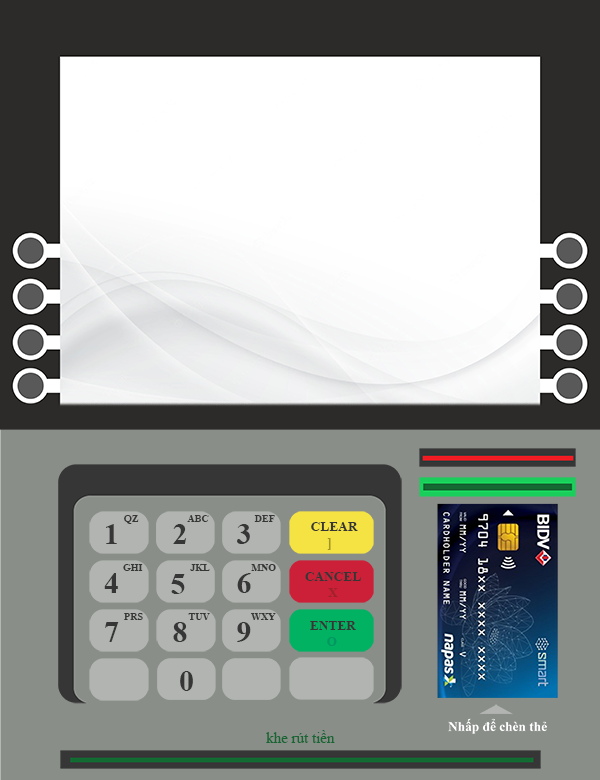 QZ ABC DEF
1 2 3 CLEAR
]
GHI JKL MNO
4 5 6 CANCEL
X
PRS TUV WXY
7 8 9 ENTER
O
0
BIDV
smart
9704 18xx xxxx xxxx
MM/YY MM/YY V
CARDHOLDER NAME
napas
Nhấp để chèn thẻ
khe rút tiền